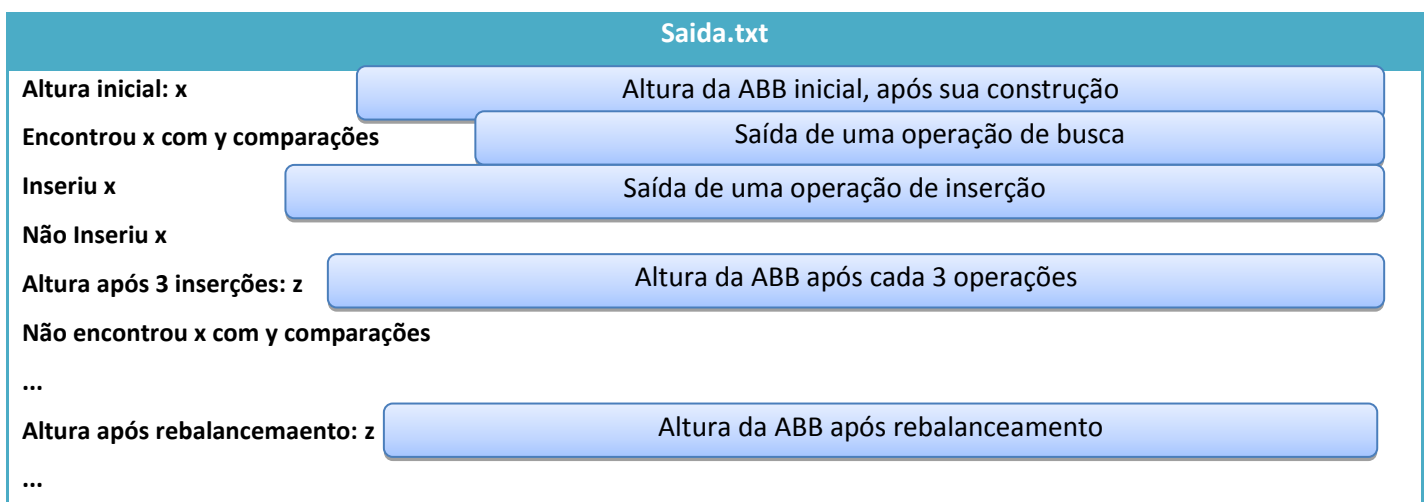 Saida.txt
Altura inicial: x
Altura da ABB inicial, após sua construção
Encontrou x com y comparações
Saída de uma operação de busca
Inseriu x
Saída de uma operação de inserção
Não Inseriu x
Altura após 3 inserções: z
Altura da ABB após cada 3 operações
Não encontrou x com y comparações
...
Altura após rebalancemaento: z
Altura da ABB após rebalanceamento
...